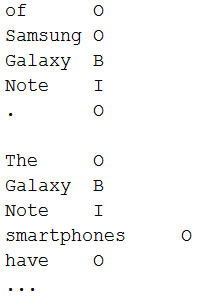 of O
Samsung O
Galaxy B
Note I
. O
The O
Galaxy B
Note I
smartphones O
have O
...